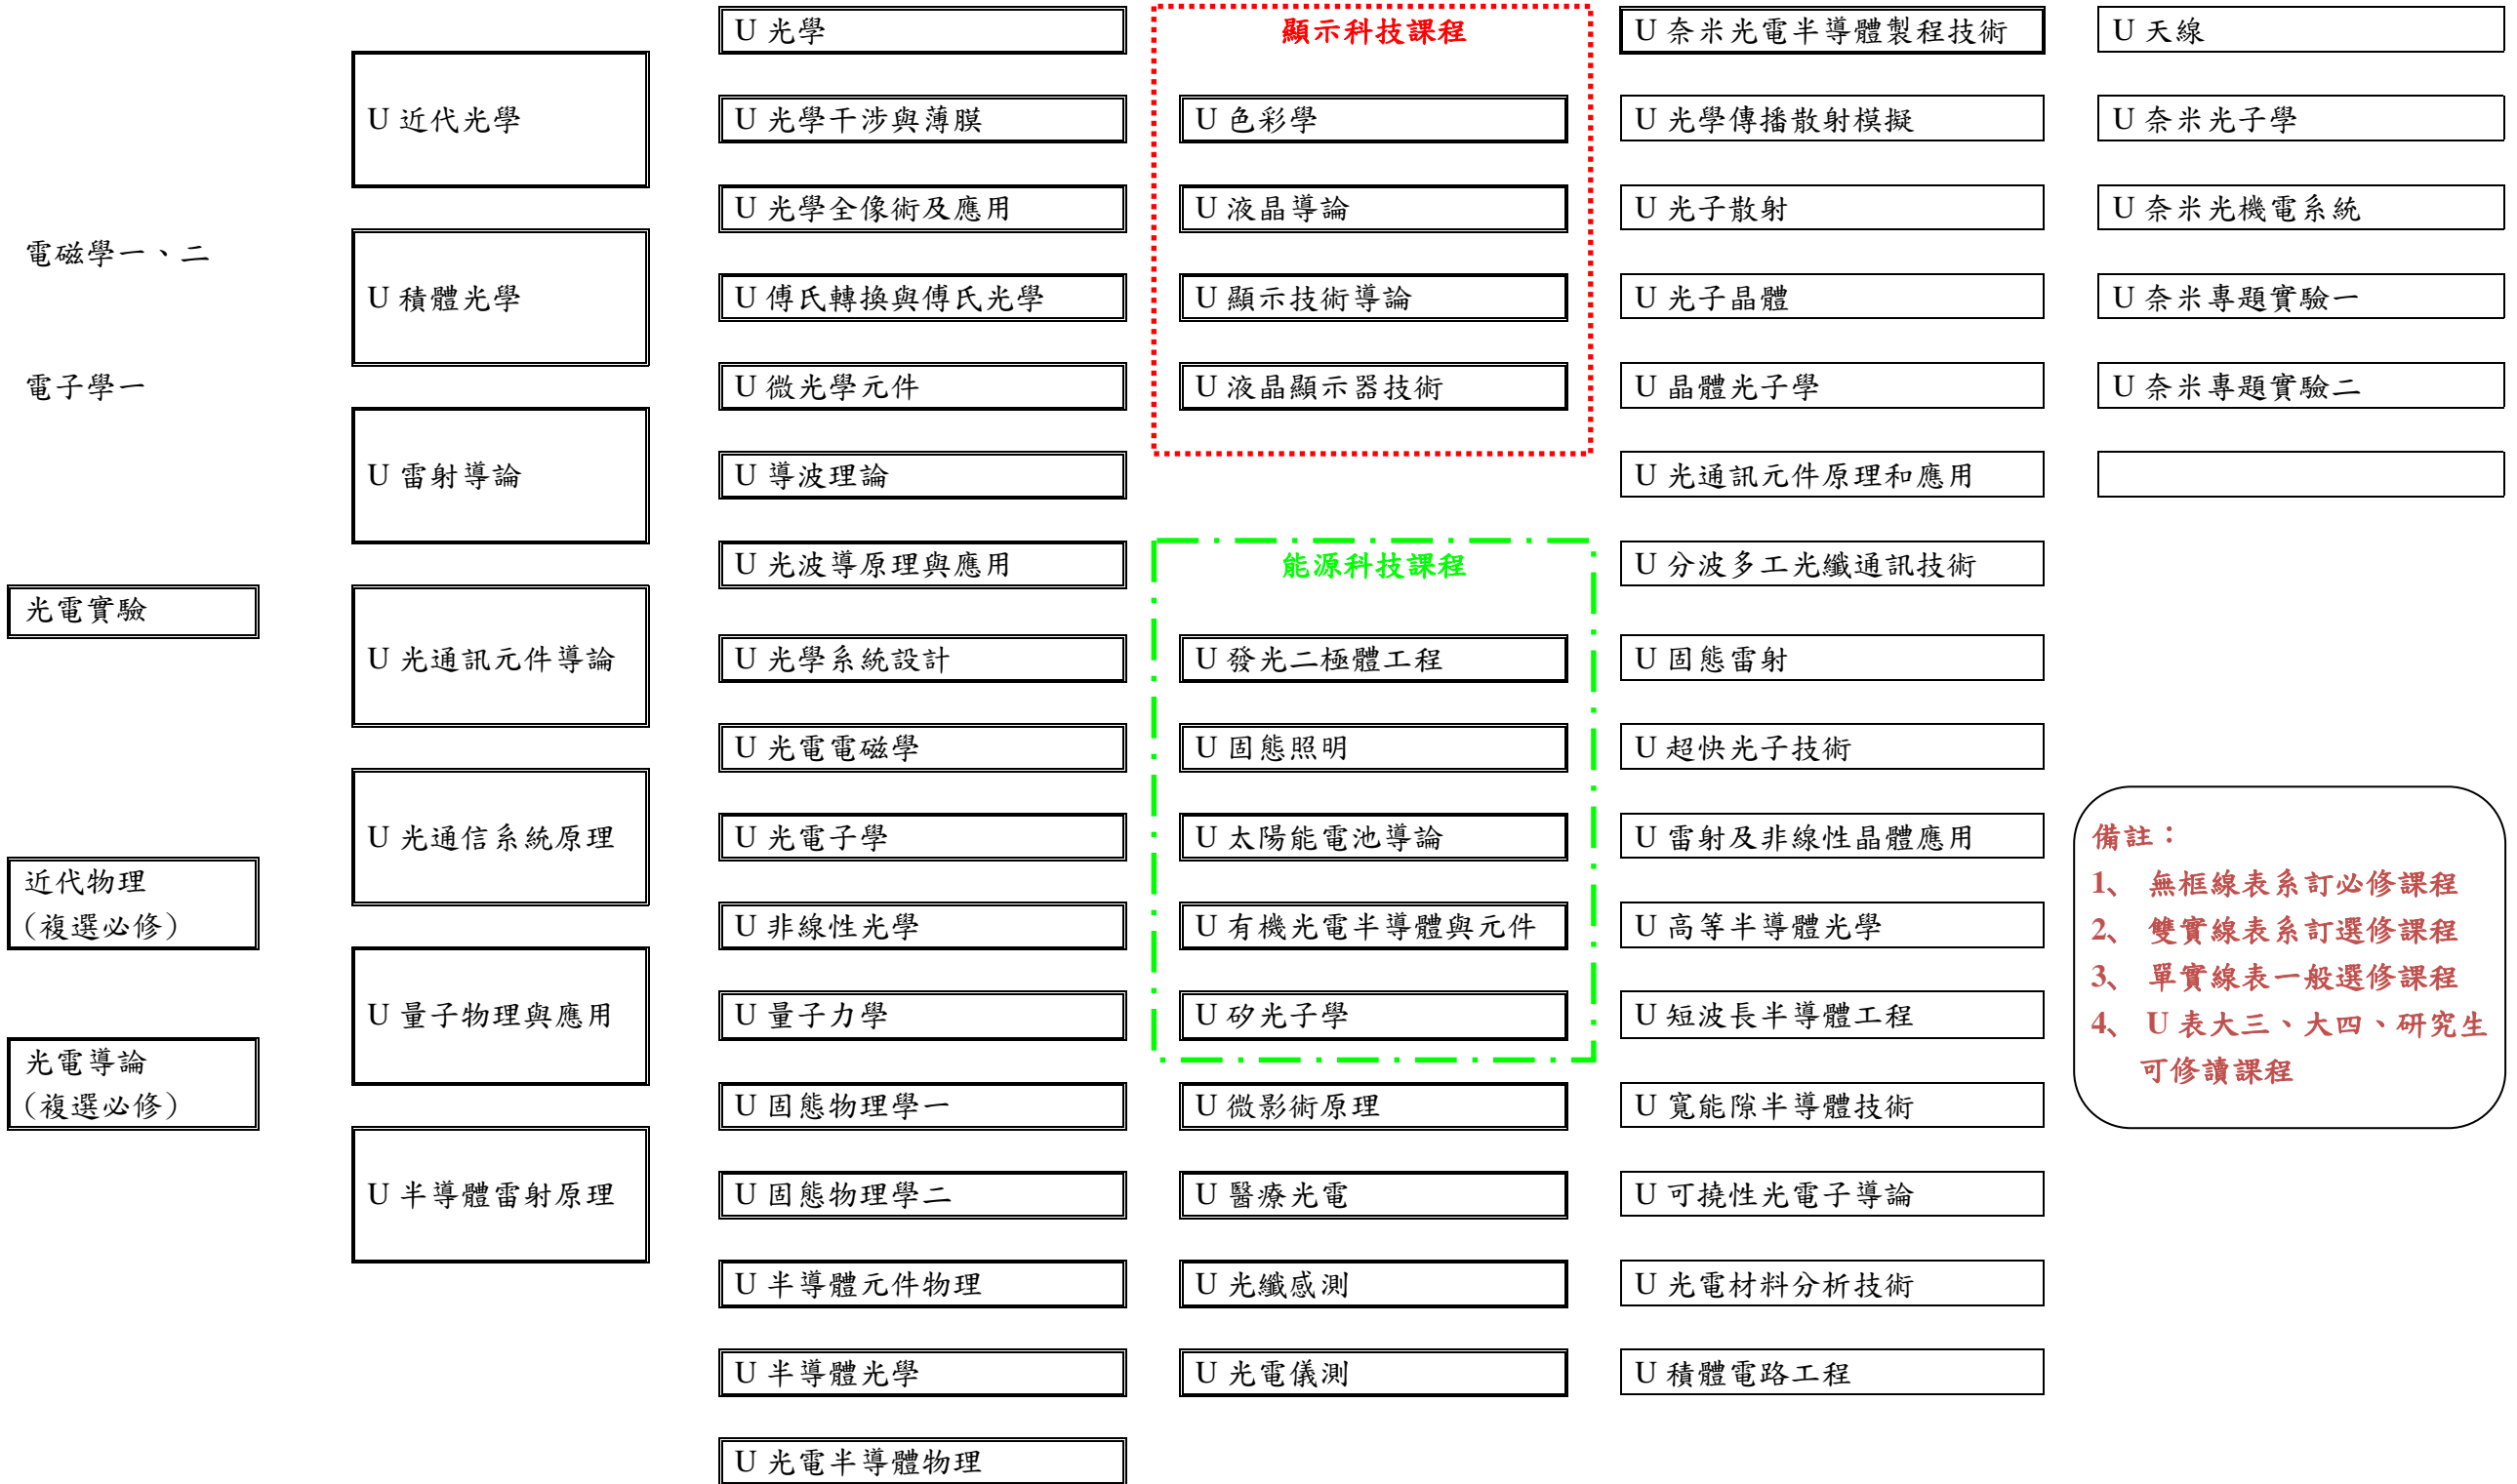 電磁學一、二
電子學一
光電實驗
近代物理
(複選必修)
光電導論
(複選必修)
U 近代光學
U 積體光學
U 雷射導論
U 光通訊元件導論
U 光通信系統原理
U 量子物理與應用
U 半導體雷射原理
U 光學
U 光學干涉與薄膜
U 光學全像術及應用
U 傅氏轉換與傅氏光學
U 微光學元件
U 導波理論
U 光波導原理與應用
U 光學系統設計
U 光電電磁學
U 光電子學
U 非線性光學
U 量子力學
U 固態物理學一
U 固態物理學二
U 半導體元件物理
U 半導體光學
U 光電半導體物理
顯示科技課程
U 色彩學
U 液晶導論
U 顯示技術導論
U 液晶顯示器技術
能源科技課程
U 發光二極體工程
U 固態照明
U 太陽能電池導論
U 有機光電半導體與元件
U 矽光子學
U 微影術原理
U 醫療光電
U 光纖感測
U 光電儀測
U 奈米光電半導體製程技術
U 光學傳播散射模擬
U 光子散射
U 光子晶體
U 晶體光子學
U 光通訊元件原理和應用
U 分波多工光纖通訊技術
U 固態雷射
U 超快光子技術
U 雷射及非線性晶體應用
U 高等半導體光學
U 短波長半導體工程
U 寬能隙半導體技術
U 可撓性光電子導論
U 光電材料分析技術
U 積體電路工程
U 天線
U 奈米光子學
U 奈米光機電系統
U 奈米專題實驗一
U 奈米專題實驗二
備註：
1、 無框線表系訂必修課程
2、 雙實線表系訂選修課程
3、 單實線表一般選修課程
4、 U 表大三、大四、研究生
可修讀課程